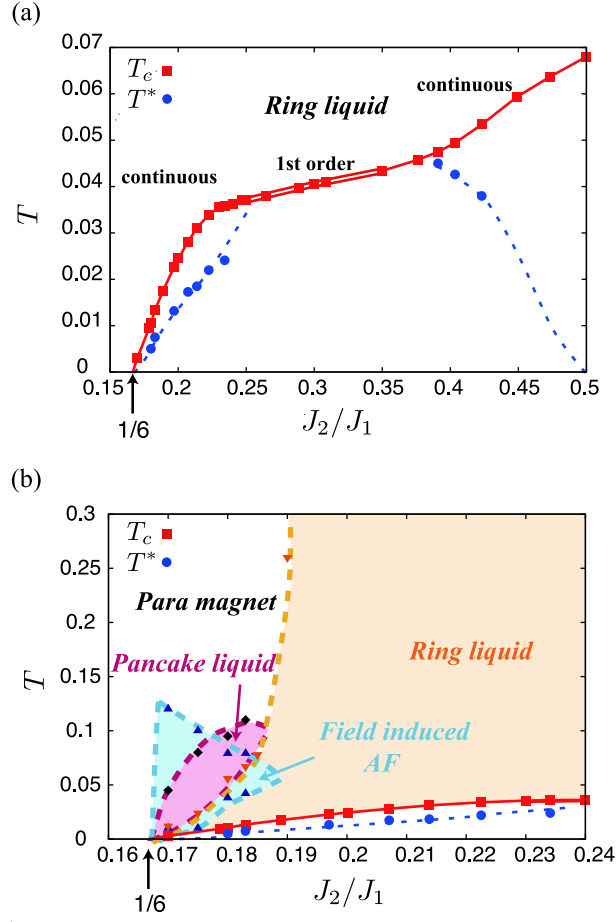 (a)
0.07
0.06
0.05
0.04
0.03
0.02
0.01
0
T
T_c
T*
continuous
Ring liquid
1st order
continuous
0.15 0.2 0.25 0.3 0.35 0.4 0.45 0.5
1/6
J_2/J_1
(b)
0.3
0.25
0.2
0.15
0.1
0.05
0
T
T_c
T*
Para magnet
Pancake liquid
Ring liquid
Field induced
AF
0.16 0.17 0.18 0.19 0.2 0.21 0.22 0.23 0.24
1/6
J_2/J_1